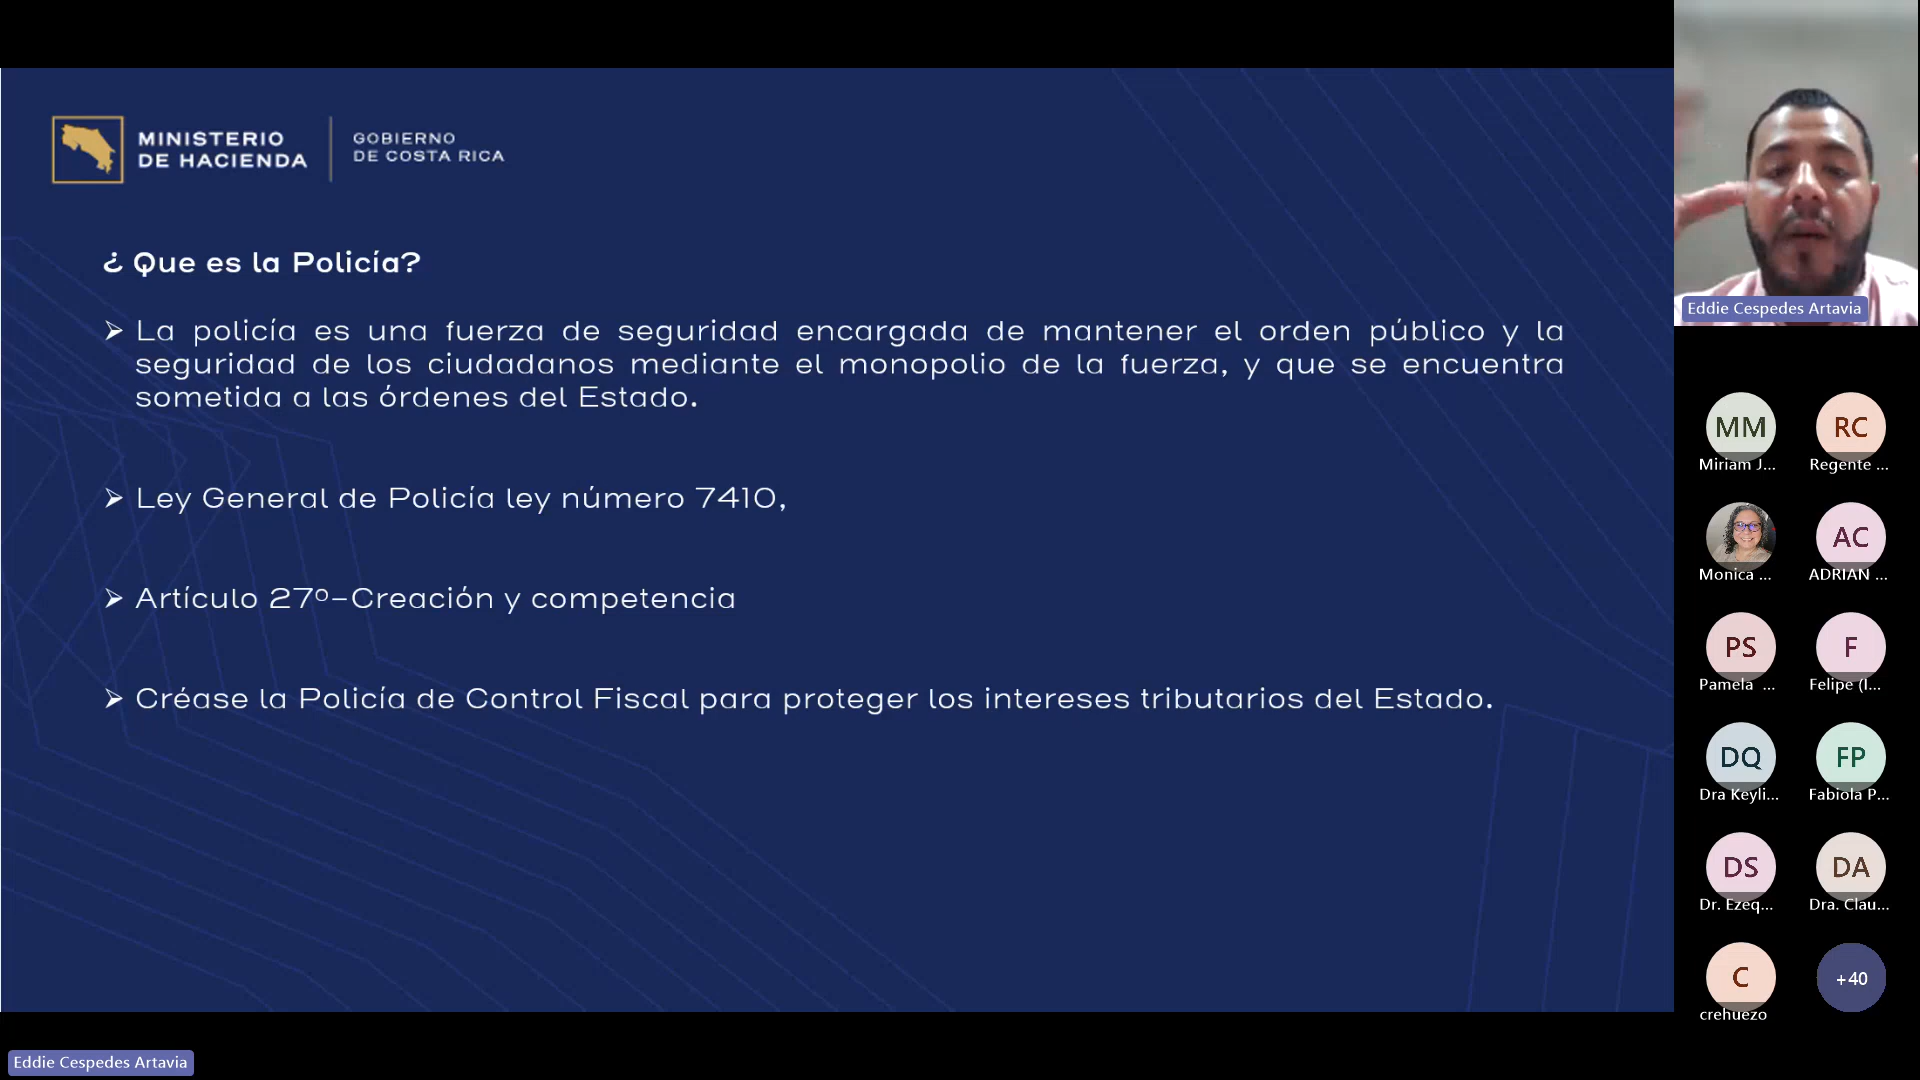 MINISTERIO
DE HACIENDA
GOBIERNO
DE COSTA RICA
¿ Que es la Policía?
➢ La policía es una fuerza de seguridad encargada de mantener el orden público y la
seguridad de los ciudadanos mediante el monopolio de la fuerza, y que se encuentra
sometida a las órdenes del Estado.
➢ Ley General de Policía ley número 7410,
➢ Artículo 27º-Creación y competencia
➢ Créase la Policía de Control Fiscal para proteger los intereses tributarios del Estado.
Eddie Cespedes Artavia
MM
Miriam J...
RC
Regente ...
Monica ...
AC
ADRIAN ...
PS
Pamela ...
F
Felipe (I...
DQ
Dra Keyli...
FP
Fabiola P...
DS
Dr. Ezeq...
DA
Dra. Clau...
C
crehuezo
+40
Eddie Cespedes Artavia